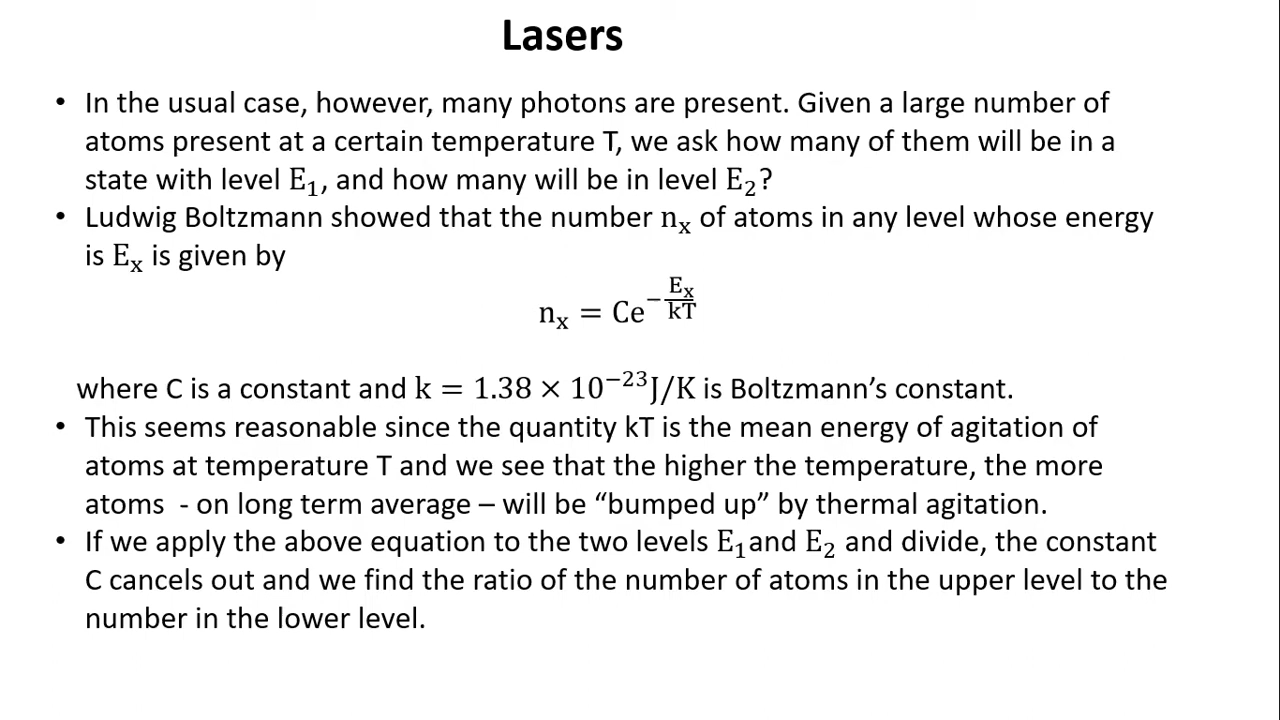 Lasers
• In the usual case, however, many photons are present. Given a large number of
atoms present at a certain temperature T, we ask how many of them will be in a
state with level E₁, and how many will be in level E₂?
• Ludwig Boltzmann showed that the number nₓ of atoms in any level whose energy
is Eₓ is given by
nₓ = Ce^(−Eₓ/kT)
where C is a constant and k = 1.38 × 10⁻²³J/K is Boltzmann’s constant.
• This seems reasonable since the quantity kT is the mean energy of agitation of
atoms at temperature T and we see that the higher the temperature, the more
atoms - on long term average – will be “bumped up” by thermal agitation.
• If we apply the above equation to the two levels E₁and E₂ and divide, the constant
C cancels out and we find the ratio of the number of atoms in the upper level to the
number in the lower level.